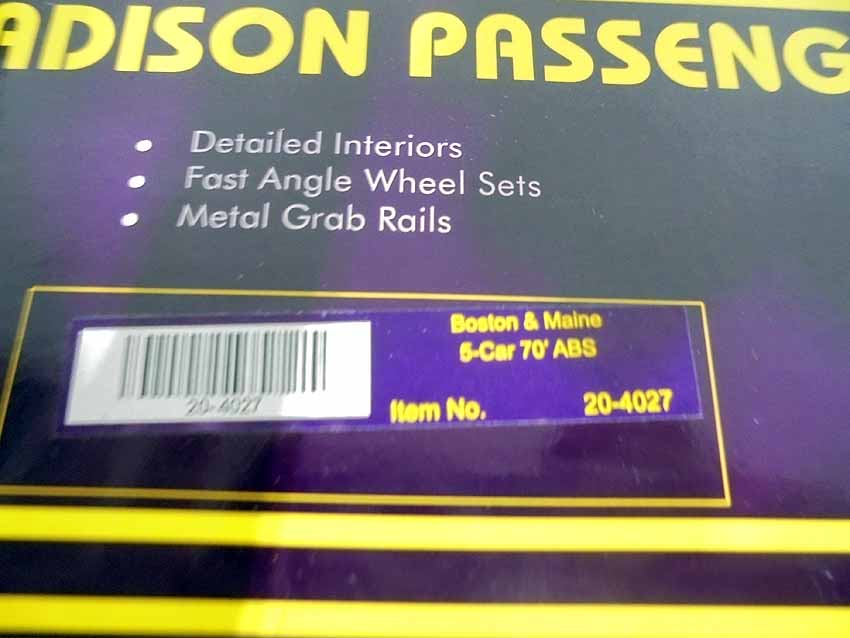 ADISON PASSENG
• Detailed Interiors
• Fast Angle Wheel Sets
• Metal Grab Rails
Boston & Maine
5-Car 70' ABS
20-4027
Item No. 20-4027